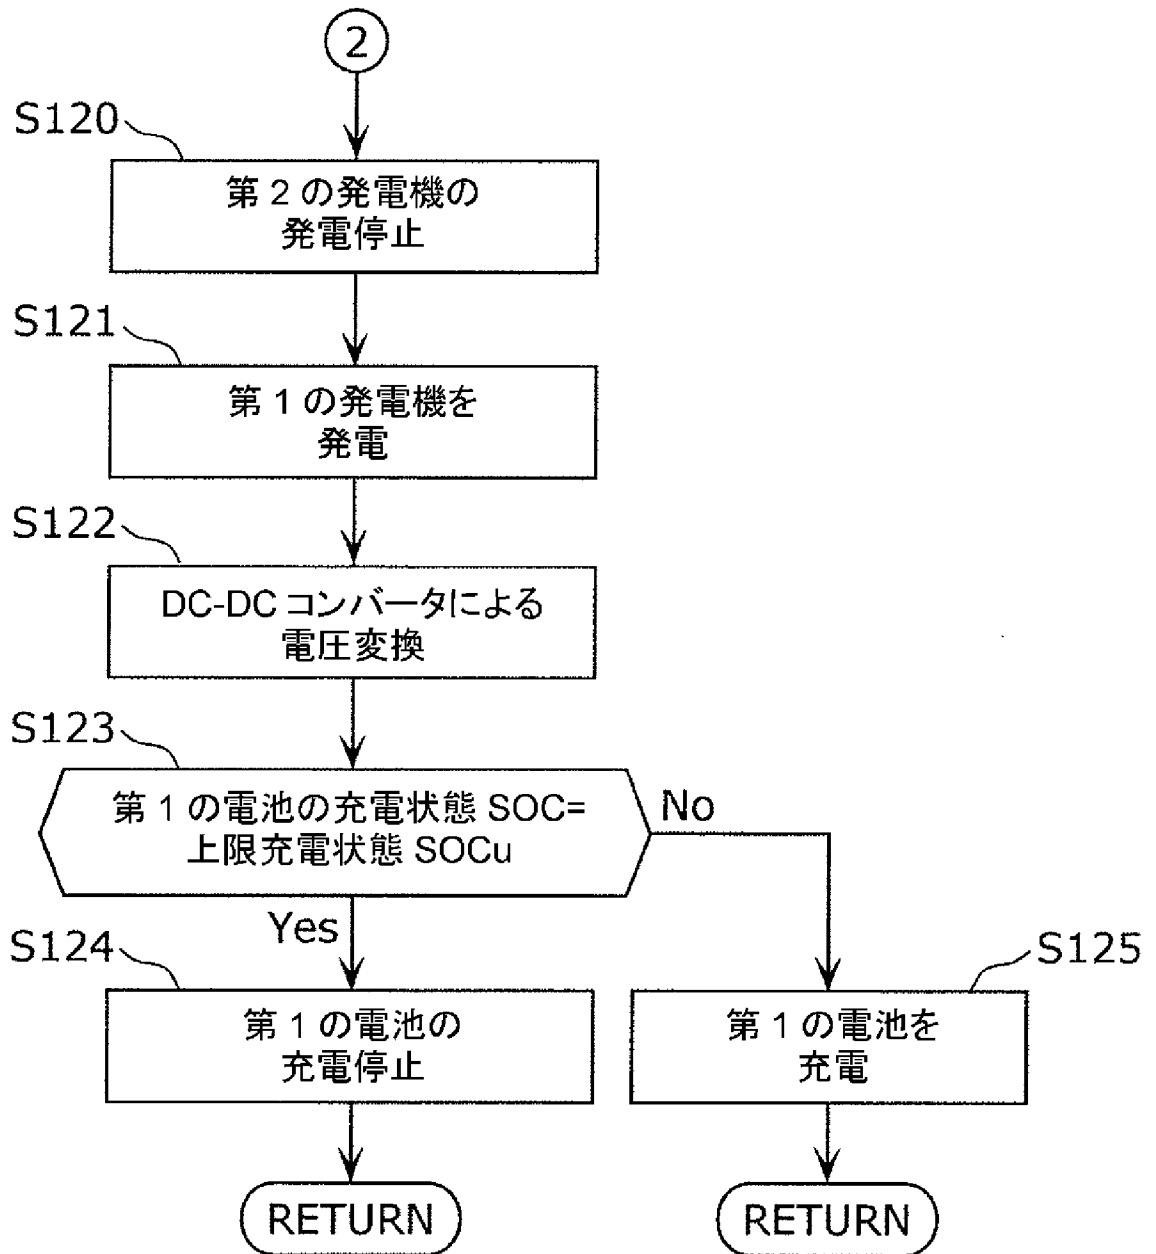 2
S120
第2の発電機の
発電停止
S121
第1の発電機を
発電
S122
DC-DCコンバータによる
電圧変換
S123
第1の電池の充電状態 SOC=
上限充電状態 SOCu
No
Yes
S124
第1の電池の
充電停止
S125
第1の電池を
充電
RETURN
RETURN